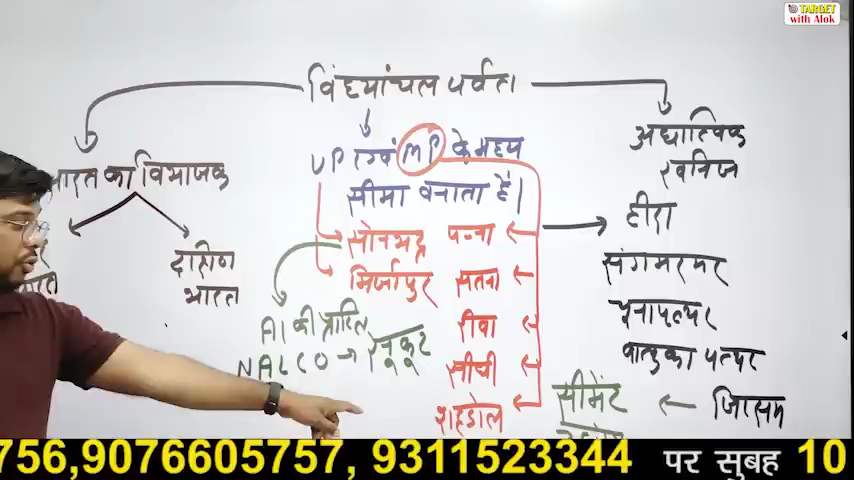 TARGET
with Alok
विंध्यांचल पर्वत
भारत का विभाजक
दक्षिण
भारत
UP एवं MP के मध्य
सीमा बनाता है।
सोनभद्र
मिर्जापुर
Al की प्राप्ति
NALCO → रेनुकूट
पन्ना
सतना
रीवा
सीधी
शहडोल
अधात्विक
खनिज
हीरा
संगमरमर
चूनापत्थर
बालुका पत्थर
जिप्सम
सीमेंट
756,9076605757, 9311523344 पर सुबह 10